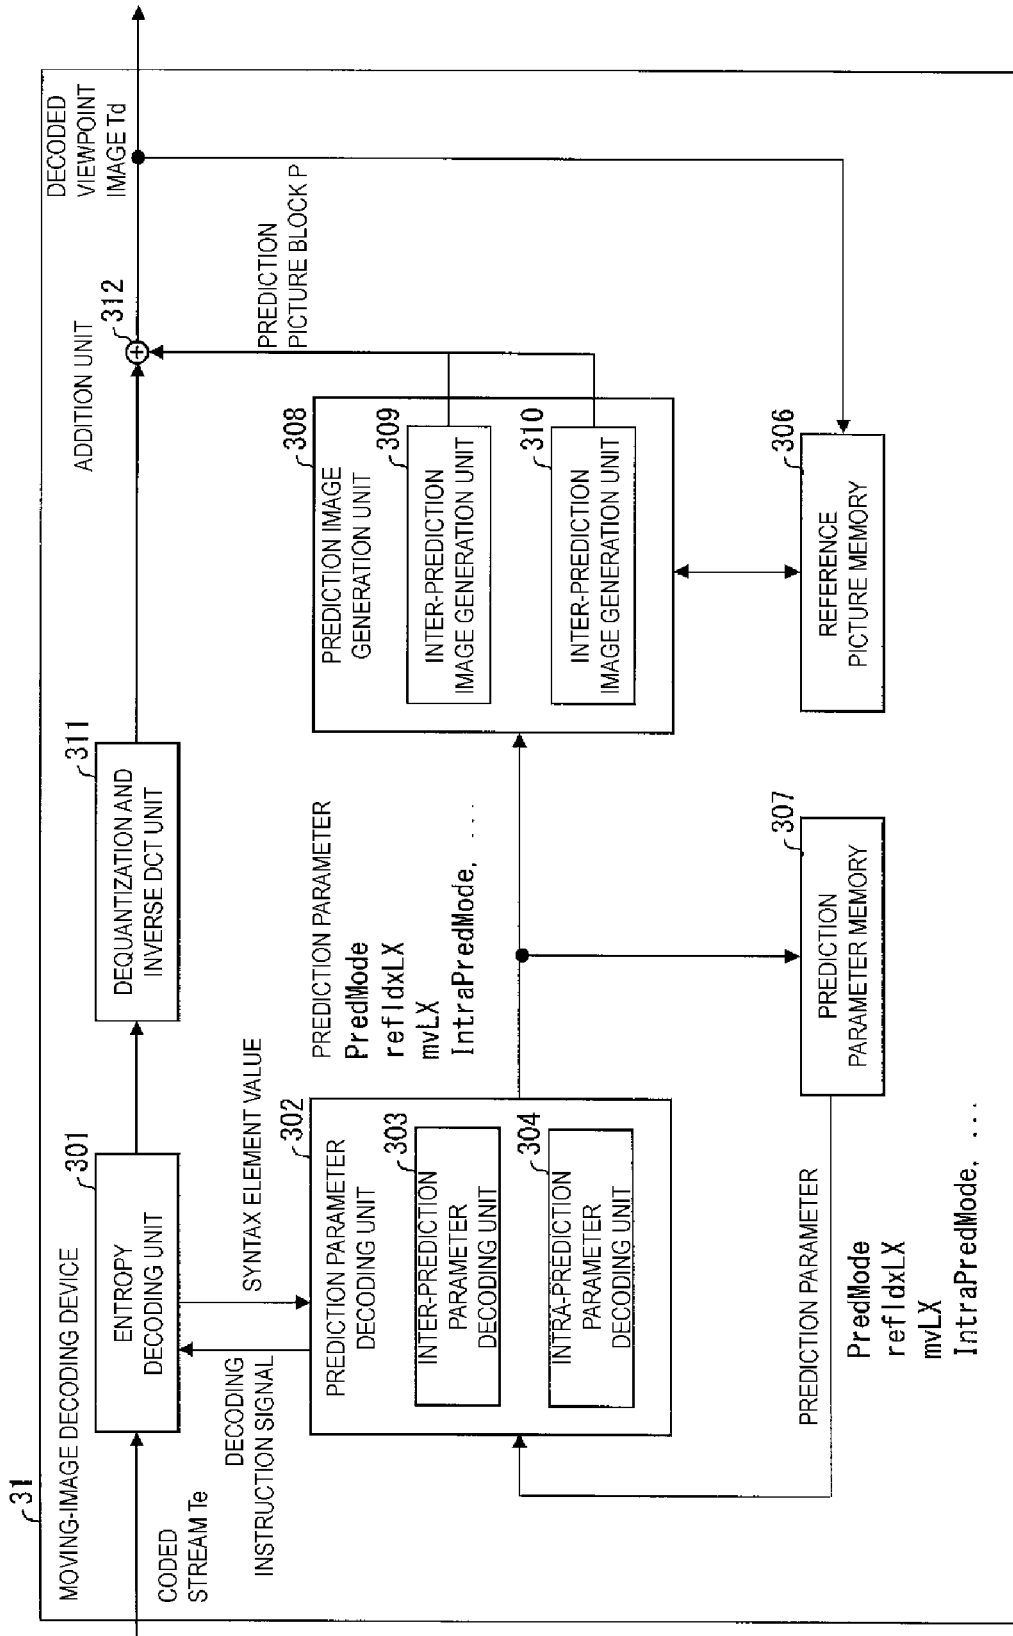 31
MOVING-IMAGE DECODING DEVICE
CODED
STREAM Te
301
ENTROPY
DECODING UNIT
311
DEQUANTIZATION AND
INVERSE DCT UNIT
ADDITION UNIT
312
DECODED
VIEWPOINT
IMAGE Td
DECODING
INSTRUCTION SIGNAL
SYNTAX ELEMENT VALUE
302
PREDICTION PARAMETER
DECODING UNIT
303
INTER-PREDICTION
PARAMETER
DECODING UNIT
304
INTRA-PREDICTION
PARAMETER
DECODING UNIT
PREDICTION PARAMETER
PredMode
refIdxLX
mvLX
IntraPredMode, ...
308
PREDICTION IMAGE
GENERATION UNIT
309
INTER-PREDICTION
IMAGE GENERATION UNIT
310
INTER-PREDICTION
IMAGE GENERATION UNIT
PREDICTION
PICTURE BLOCK P
307
PREDICTION
PARAMETER MEMORY
306
REFERENCE
PICTURE MEMORY
PREDICTION PARAMETER
PredMode
refIdxLX
mvLX
IntraPredMode, ...